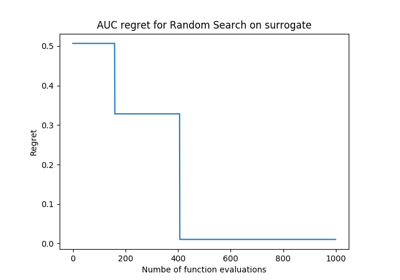 AUC regret for Random Search on surrogate
0.5
0.4
0.3
0.2
0.1
0.0
Regret
0 200 400 600 800 1000
Numbe of function evaluations